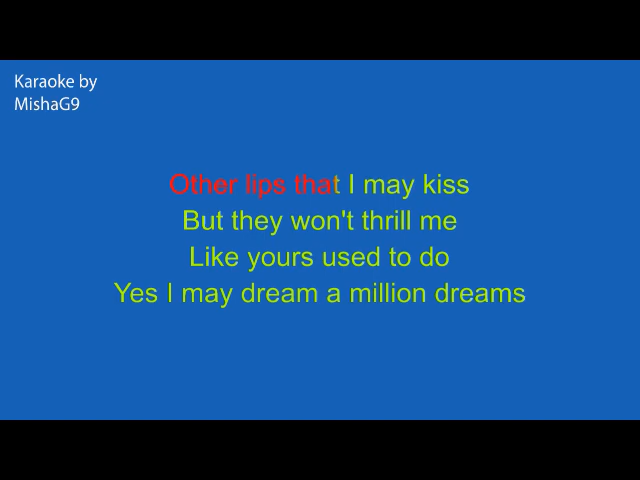 Karaoke by
MishaG9
Other lips that I may kiss
But they won't thrill me
Like yours used to do
Yes I may dream a million dreams